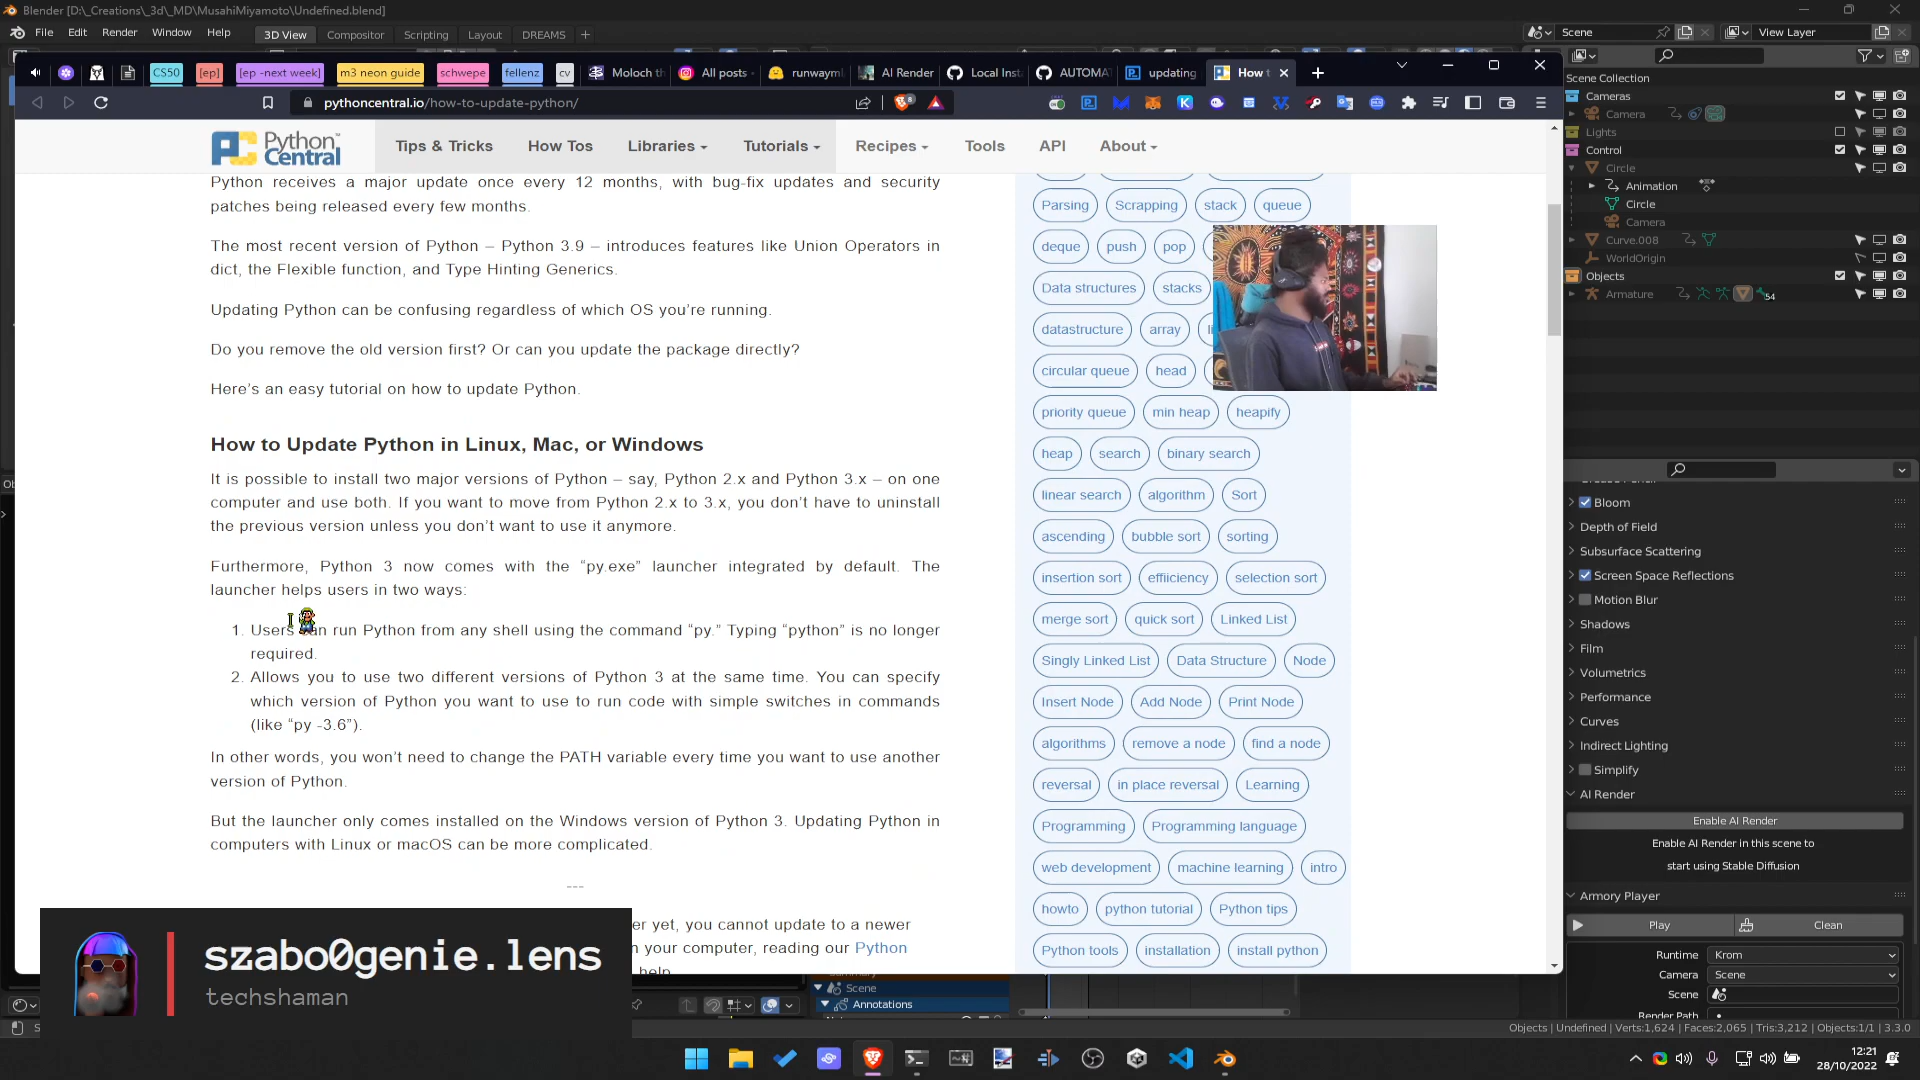 Blender [D:\_Creations\_3d\_MD\MusahiMiyamoto\Undefined.blend]
File Edit Render Window Help 3D View Compositor Scripting Layout DREAMS + Scene View Layer
CS50 [ep] [ep -next week] m3 neon guide schwepe fellenz cv Moloch th All posts runwayml AI Render Local Inst AUTOMA updating How t
pythoncentral.io/how-to-update-python/
Python Central
Tips & Tricks How Tos Libraries Tutorials Recipes Tools API About
Python receives a major update once every 12 months, with bug-fix updates and security
patches being released every few months.
The most recent version of Python – Python 3.9 – introduces features like Union Operators in
dict, the Flexible function, and Type Hinting Generics.
Updating Python can be confusing regardless of which OS you're running.
Do you remove the old version first? Or can you update the package directly?
Here's an easy tutorial on how to update Python.
How to Update Python in Linux, Mac, or Windows
It is possible to install two major versions of Python – say, Python 2.x and Python 3.x – on one
computer and use both. If you want to move from Python 2.x to 3.x, you don't have to uninstall
the previous version unless you don't want to use it anymore.
Furthermore, Python 3 now comes with the “py.exe” launcher integrated by default. The
launcher helps users in two ways:
1. Users can run Python from any shell using the command “py.” Typing “python” is no longer
required.
2. Allows you to use two different versions of Python 3 at the same time. You can specify
which version of Python you want to use to run code with simple switches in commands
(like “py -3.6”).
In other words, you won't need to change the PATH variable every time you want to use another
version of Python.
But the launcher only comes installed on the Windows version of Python 3. Updating Python in
computers with Linux or macOS can be more complicated.
---
er yet, you cannot update to a newer
n your computer, reading our Python
help.
Parsing Scrapping stack queue
deque push pop
Data structures stacks
datastructure array
circular queue head
priority queue min heap heapify
heap search binary search
linear search algorithm Sort
ascending bubble sort sorting
insertion sort effiiciency selection sort
merge sort quick sort Linked List
Singly Linked List Data Structure Node
Insert Node Add Node Print Node
algorithms remove a node find a node
reversal in place reversal Learning
Programming Programming language
web development machine learning intro
howto python tutorial Python tips
Python tools installation install python
Scene Collection
Cameras
Camera
Lights
Control
Circle
Animation
Circle
Camera
Curve.008
WorldOrigin
Objects
Armature 54
Bloom
Depth of Field
Subsurface Scattering
Screen Space Reflections
Motion Blur
Shadows
Film
Volumetrics
Performance
Curves
Indirect Lighting
Simplify
AI Render
Enable AI Render
Enable AI Render in this scene to
start using Stable Diffusion
Armory Player
Play Clean
Runtime Krom
Camera Scene
Scene
Render Path
szabo0genie.lens
techshaman
Summary
Scene
Annotations
Objects | Undefined | Verts:1,624 | Faces:2,065 | Tris:3,212 | Objects:1/1 | 3.3.0
12:21
28/10/2022